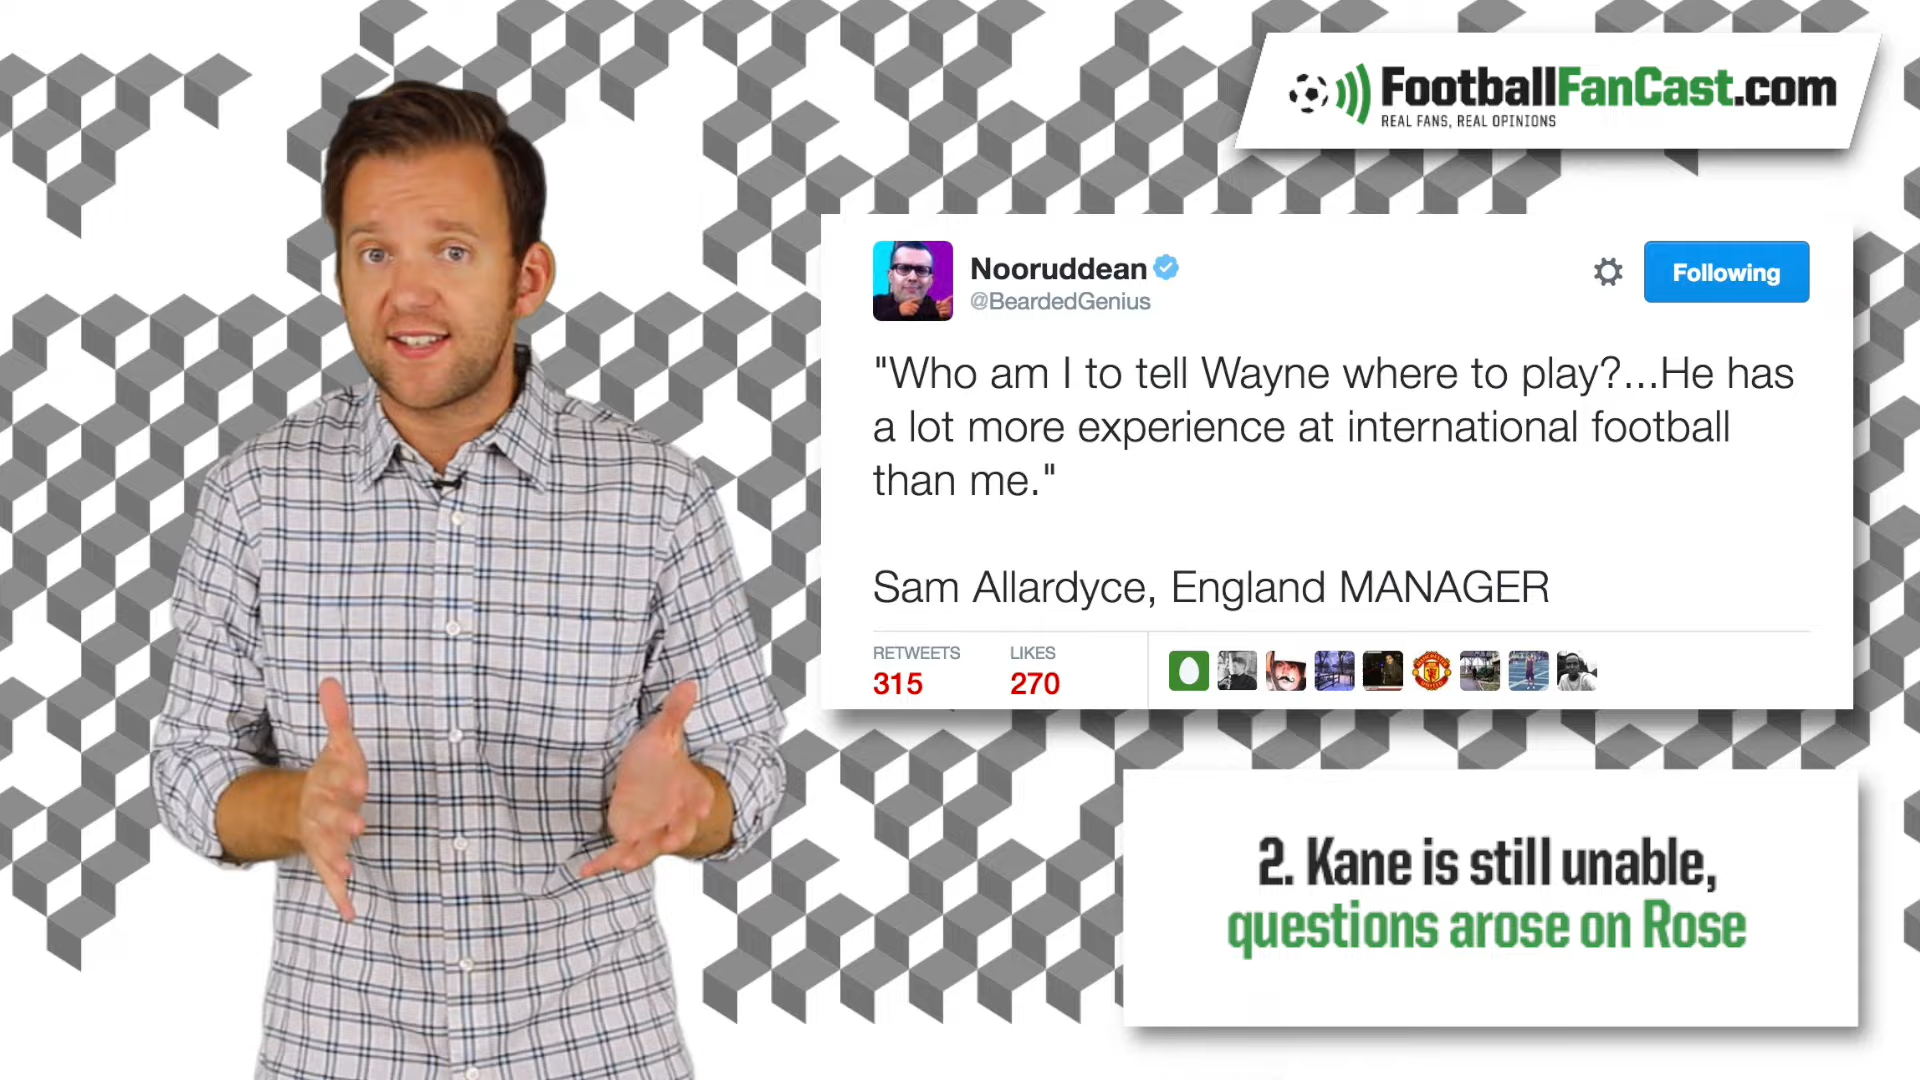 FootballFanCast.com
REAL FANS, REAL OPINIONS
Nooruddean
@BeardedGenius
Following
"Who am I to tell Wayne where to play?...He has
a lot more experience at international football
than me."
Sam Allardyce, England MANAGER
RETWEETS LIKES
315 270
2. Kane is still unable,
questions arose on Rose